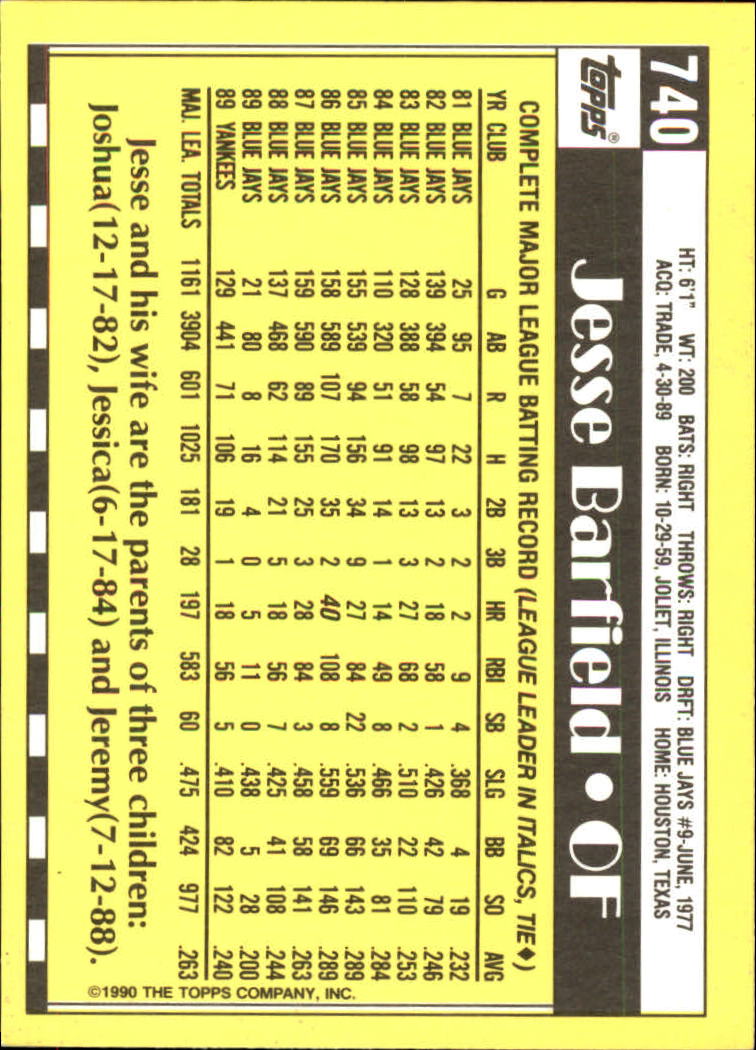 740
HT: 6'1" WT: 200 BATS: RIGHT THROWS: RIGHT DRFT: BLUE JAYS #9-JUNE, 1977
ACQ: TRADE, 4-30-89 BORN: 10-29-59, JOLIET, ILLINOIS HOME: HOUSTON, TEXAS
topps®
Jesse Barfield • OF
COMPLETE MAJOR LEAGUE BATTING RECORD (LEAGUE LEADER IN ITALICS, TIE♦)
YR CLUB G AB R H 2B 3B HR RBI SB SLG BB SO AVG
81 BLUE JAYS 25 95 7 22 3 2 2 9 4 .368 4 19 .232
82 BLUE JAYS 139 394 54 97 13 2 18 58 1 .426 42 79 .246
83 BLUE JAYS 128 388 58 98 13 3 27 68 2 .510 22 110 .253
84 BLUE JAYS 110 320 51 91 14 1 14 49 8 .466 35 81 .284
85 BLUE JAYS 155 539 94 156 34 9 27 84 22 .536 66 143 .289
86 BLUE JAYS 158 589 107 170 35 2 40 108 8 .559 69 146 .289
87 BLUE JAYS 159 590 89 155 25 3 28 84 3 .458 58 141 .263
88 BLUE JAYS 137 468 62 114 21 5 18 56 7 .425 41 108 .244
89 BLUE JAYS 21 80 8 16 4 0 5 11 0 .438 5 28 .200
89 YANKEES 129 441 71 106 19 1 18 56 5 .410 82 122 .240
MAJ. LEA. TOTALS 1161 3904 601 1025 181 28 197 583 60 .475 424 977 .263
Jesse and his wife are the parents of three children:
Joshua(12-17-82), Jessica(6-17-84) and Jeremy(7-12-88).
©1990 THE TOPPS COMPANY, INC.